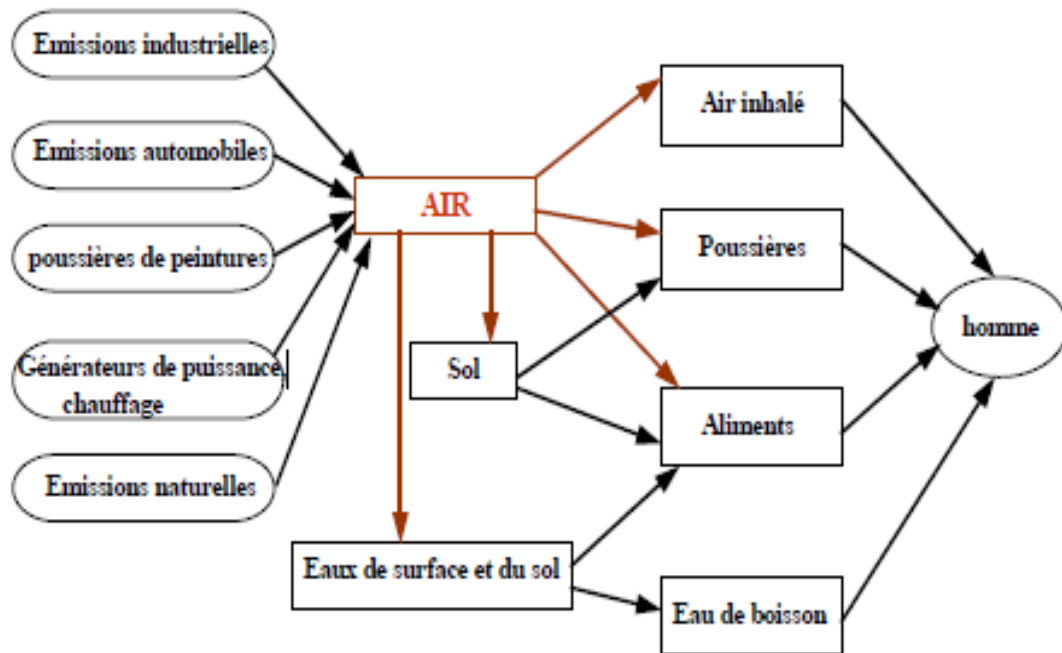 Emissions industrielles
Emissions automobiles
poussières de peintures
Générateurs de puissance,
chauffage
Emissions naturelles
AIR
Sol
Eaux de surface et du sol
Air inhalé
Poussières
Aliments
Eau de boisson
homme